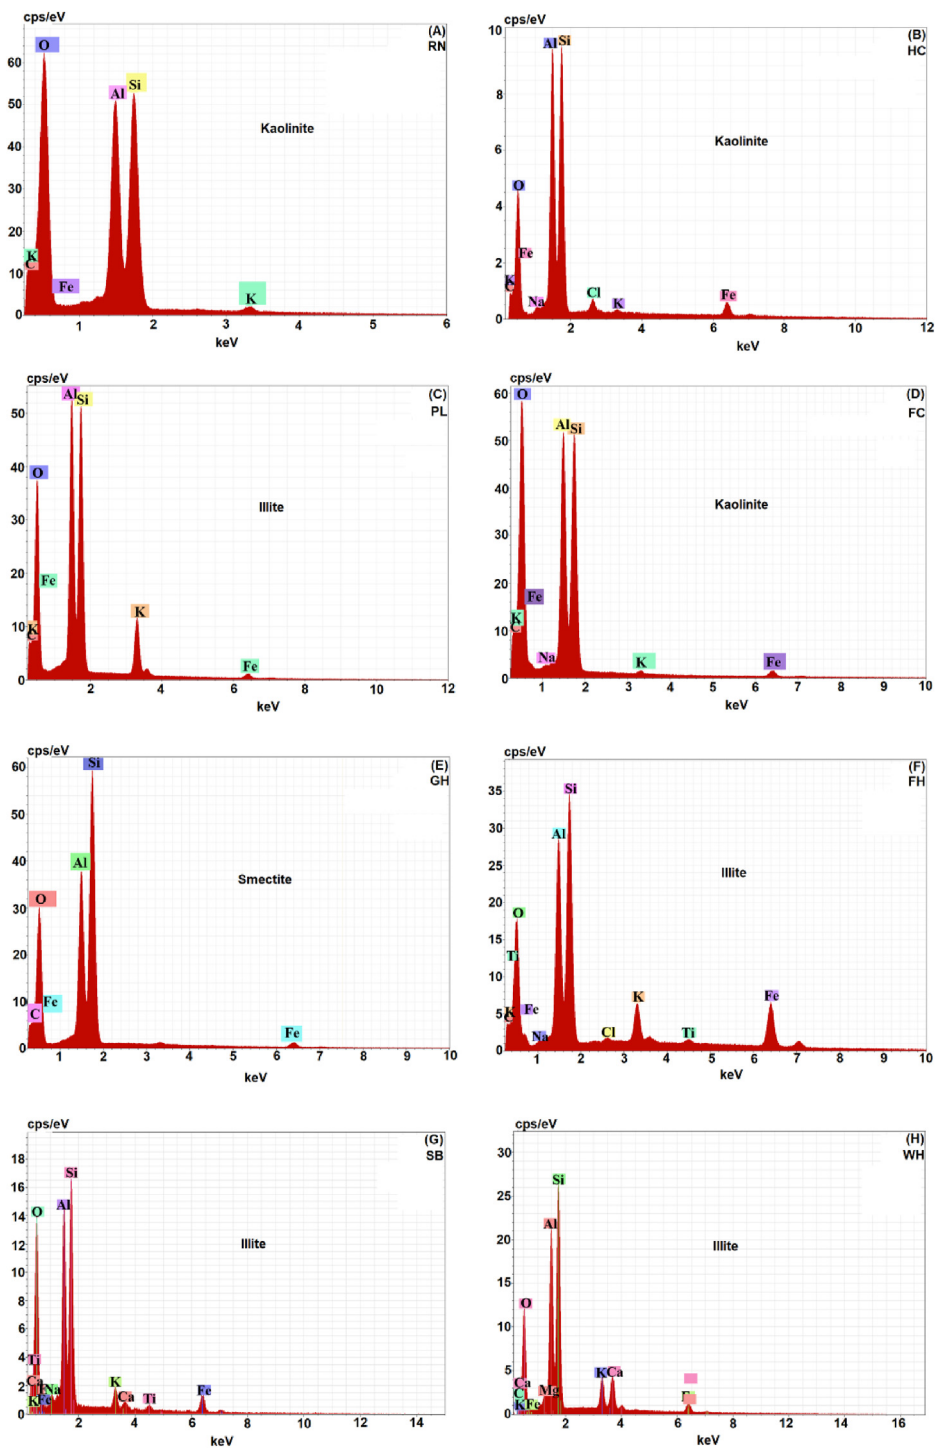 cps/eV
(A)
RN
O
Al
Si
Kaolinite
K
C
Fe
K
60
50
40
30
20
10
0
1 2 3 4 5 6
keV
cps/eV
(B)
HC
Al Si
Kaolinite
O
Fe
K
C
Na
Cl
K
Fe
10
8
6
4
2
0
2 4 6 8 10 12
keV
cps/eV
(C)
PL
Al
Si
O
Illite
Fe
K
C
K
Fe
50
40
30
20
10
0
2 4 6 8 10 12
keV
cps/eV
(D)
FC
O
Al Si
Kaolinite
Fe
K
C
Na
K
Fe
60
50
40
30
20
10
0
1 2 3 4 5 6 7 8 9 10
keV
cps/eV
(E)
GH
Si
Al
Smectite
O
Fe
C
Fe
60
50
40
30
20
10
0
1 2 3 4 5 6 7 8 9 10
keV
cps/eV
(F)
FH
Si
Al
Illite
O
Ti
K
C
Fe
Na
Cl
K
Ti
Fe
35
30
25
20
15
10
5
0
1 2 3 4 5 6 7 8 9 10
keV
cps/eV
(G)
SB
Si
Al
O
Illite
Ti
Ca
K
Fe
Na
K
Ca
Ti
Fe
18
16
14
12
10
8
6
4
2
0
2 4 6 8 10 12 14
keV
cps/eV
(H)
WH
Si
Al
Illite
O
Ca
C
K
Fe
Mg
K
Ca
30
25
20
15
10
5
0
2 4 6 8 10 12 14 16
keV